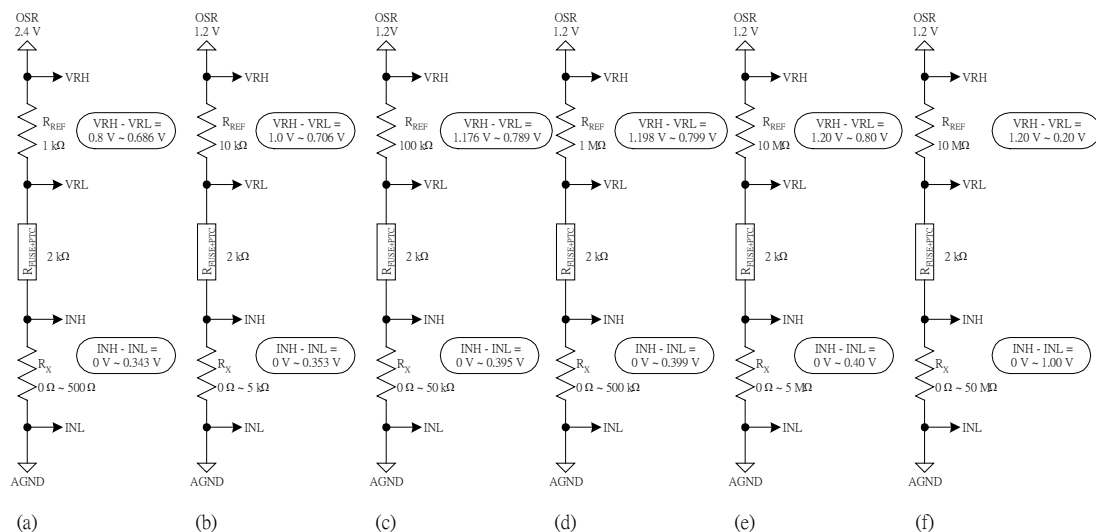 OSR
2.4 V
VRH
R_REF
1 kΩ
VRH - VRL =
0.8 V ~ 0.686 V
VRL
R_FUSE+PTC
2 kΩ
INH
INH - INL =
0 V ~ 0.343 V
R_X
0 Ω ~ 500 Ω
INL
AGND
(a)
OSR
1.2 V
VRH
R_REF
10 kΩ
VRH - VRL =
1.0 V ~ 0.706 V
VRL
R_FUSE+PTC
2 kΩ
INH
INH - INL =
0 V ~ 0.353 V
R_X
0 Ω ~ 5 kΩ
INL
AGND
(b)
OSR
1.2V
VRH
R_REF
100 kΩ
VRH - VRL =
1.176 V ~ 0.789 V
VRL
R_FUSE+PTC
2 kΩ
INH
INH - INL =
0 V ~ 0.395 V
R_X
0 Ω ~ 50 kΩ
INL
AGND
(c)
OSR
1.2 V
VRH
R_REF
1 MΩ
VRH - VRL =
1.198 V ~ 0.799 V
VRL
R_FUSE+PTC
2 kΩ
INH
INH - INL =
0 V ~ 0.399 V
R_X
0 Ω ~ 500 kΩ
INL
AGND
(d)
OSR
1.2 V
VRH
R_REF
10 MΩ
VRH - VRL =
1.20 V ~ 0.80 V
VRL
R_FUSE+PTC
2 kΩ
INH
INH - INL =
0 V ~ 0.40 V
R_X
0 Ω ~ 5 MΩ
INL
AGND
(e)
OSR
1.2 V
VRH
R_REF
10 MΩ
VRH - VRL =
1.20 V ~ 0.20 V
VRL
R_FUSE+PTC
2 kΩ
INH
INH - INL =
0 V ~ 1.00 V
R_X
0 Ω ~ 50 MΩ
INL
AGND
(f)